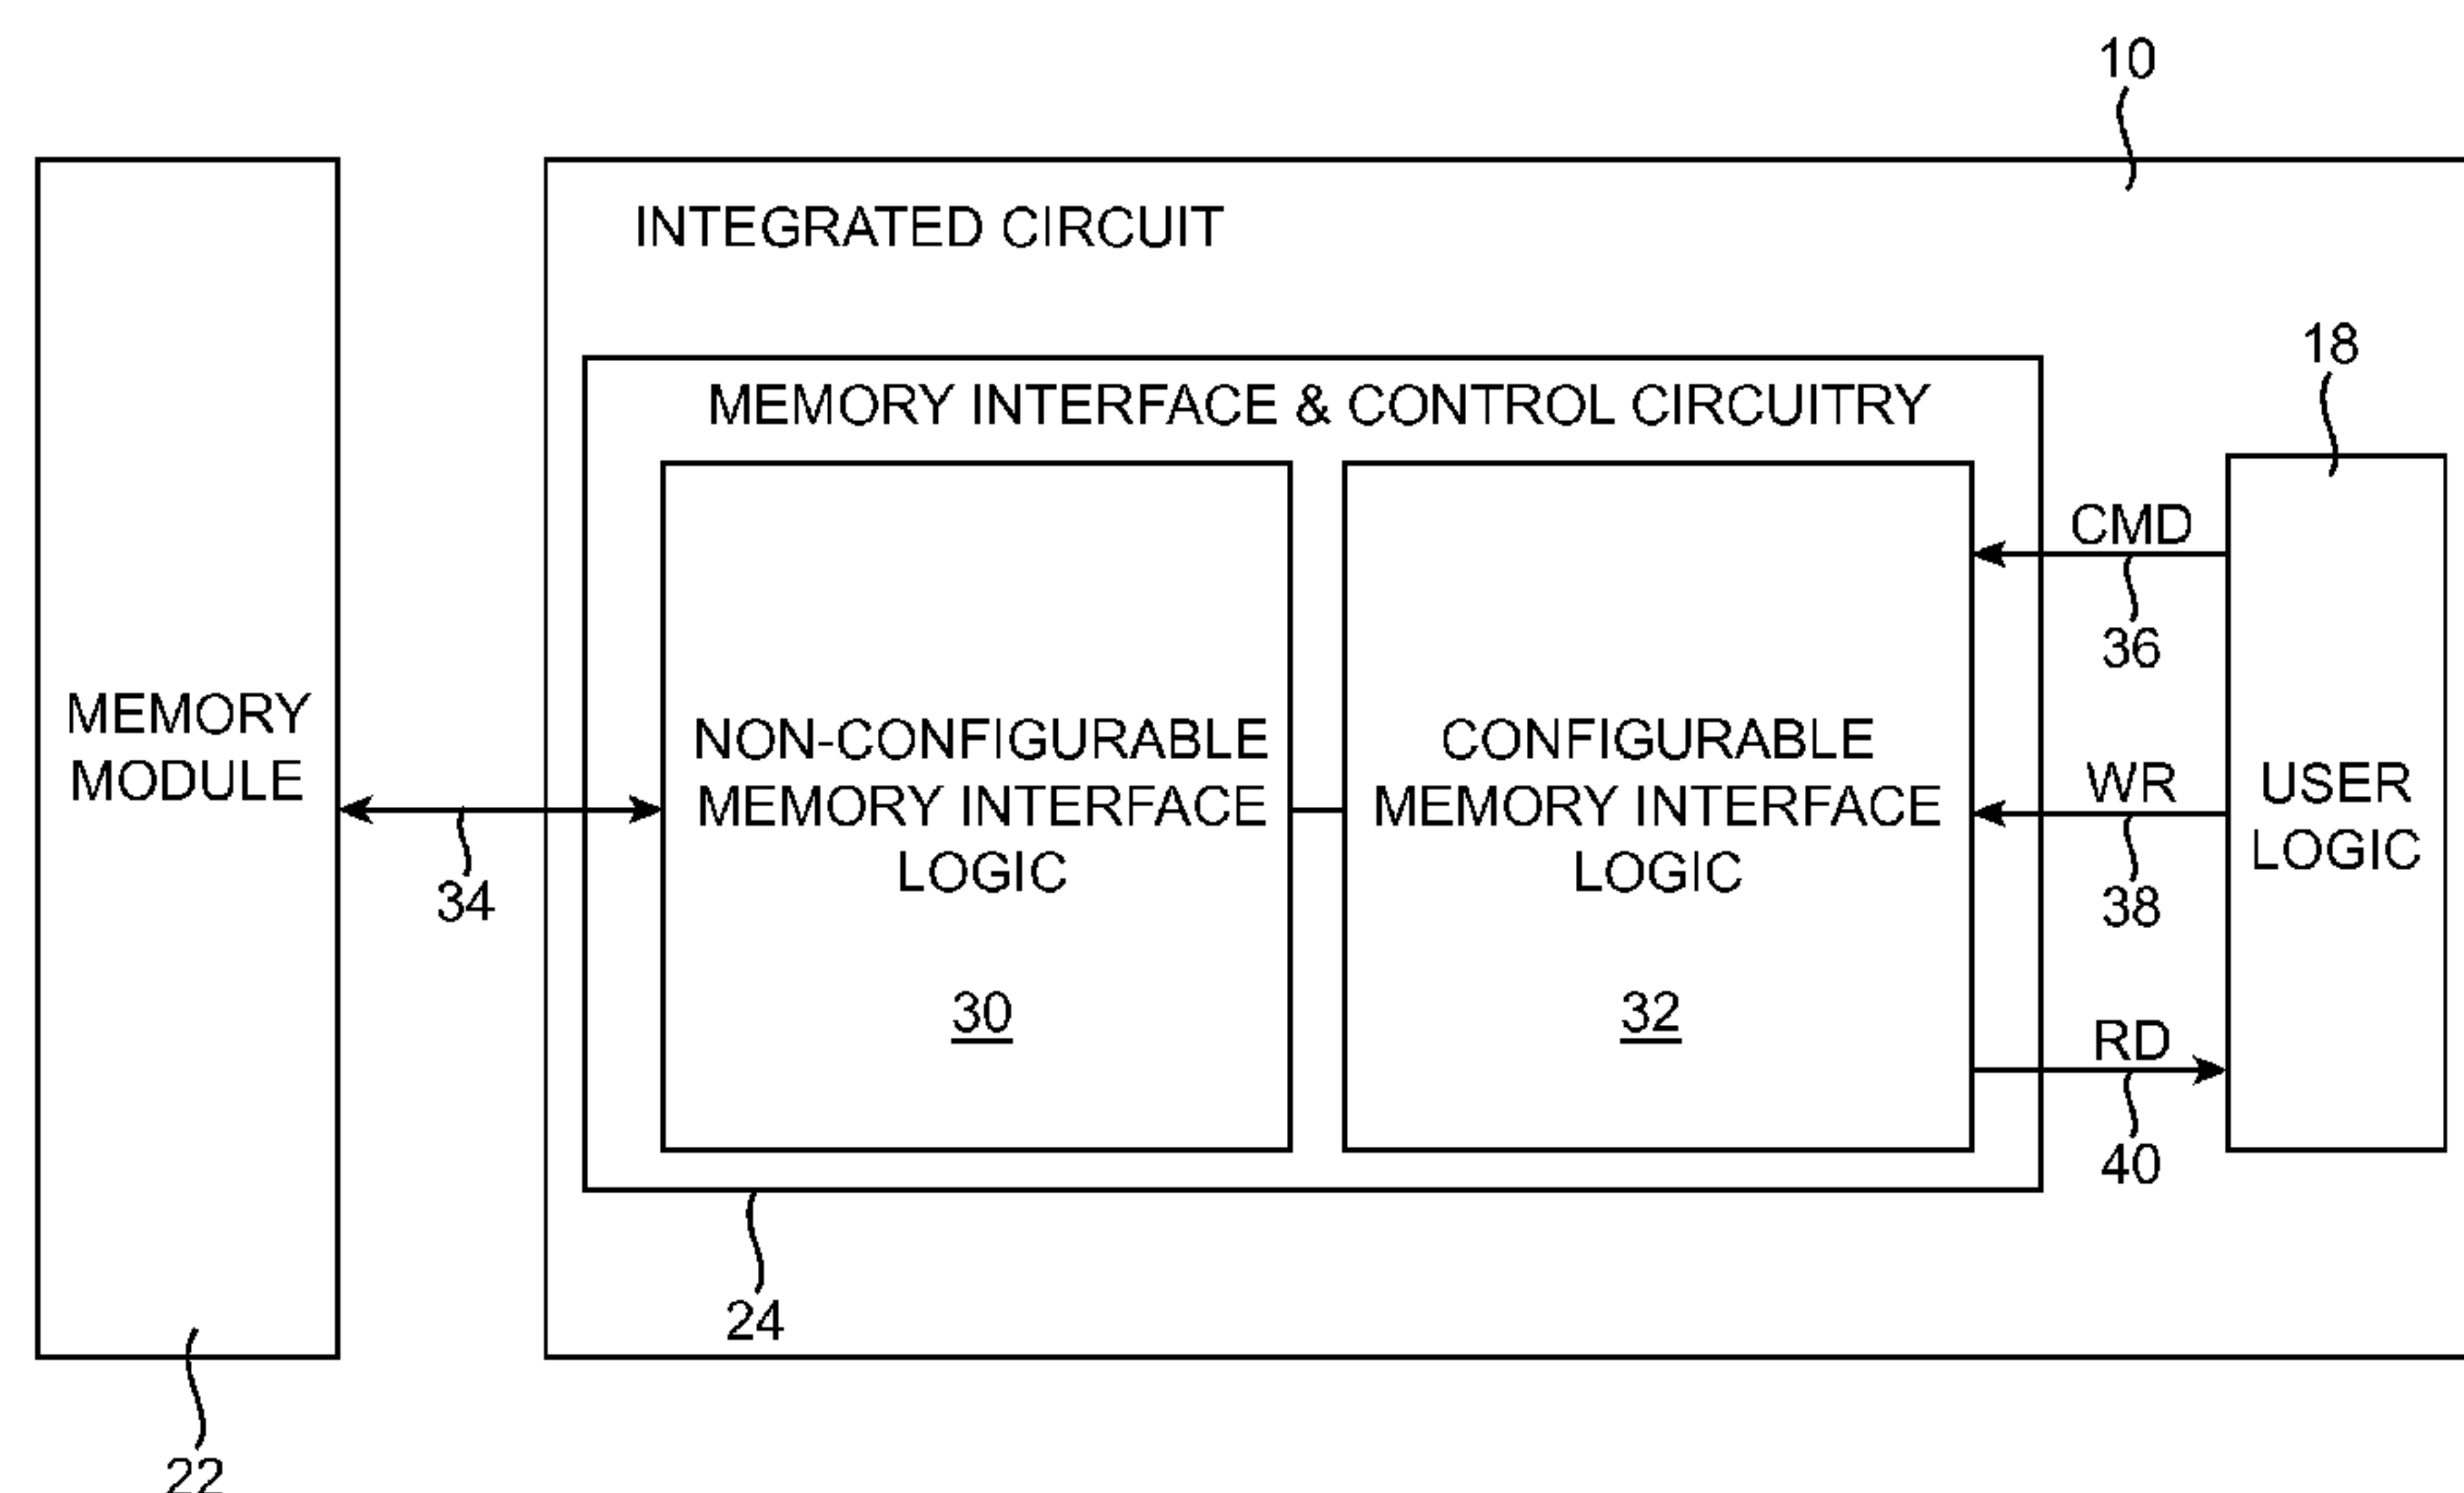 10
INTEGRATED CIRCUIT
18
MEMORY INTERFACE & CONTROL CIRCUITRY
CMD
36
MEMORY
MODULE
34
NON-CONFIGURABLE
MEMORY INTERFACE
LOGIC
30
CONFIGURABLE
MEMORY INTERFACE
LOGIC
32
WR
38
USER
LOGIC
RD
40
24
22